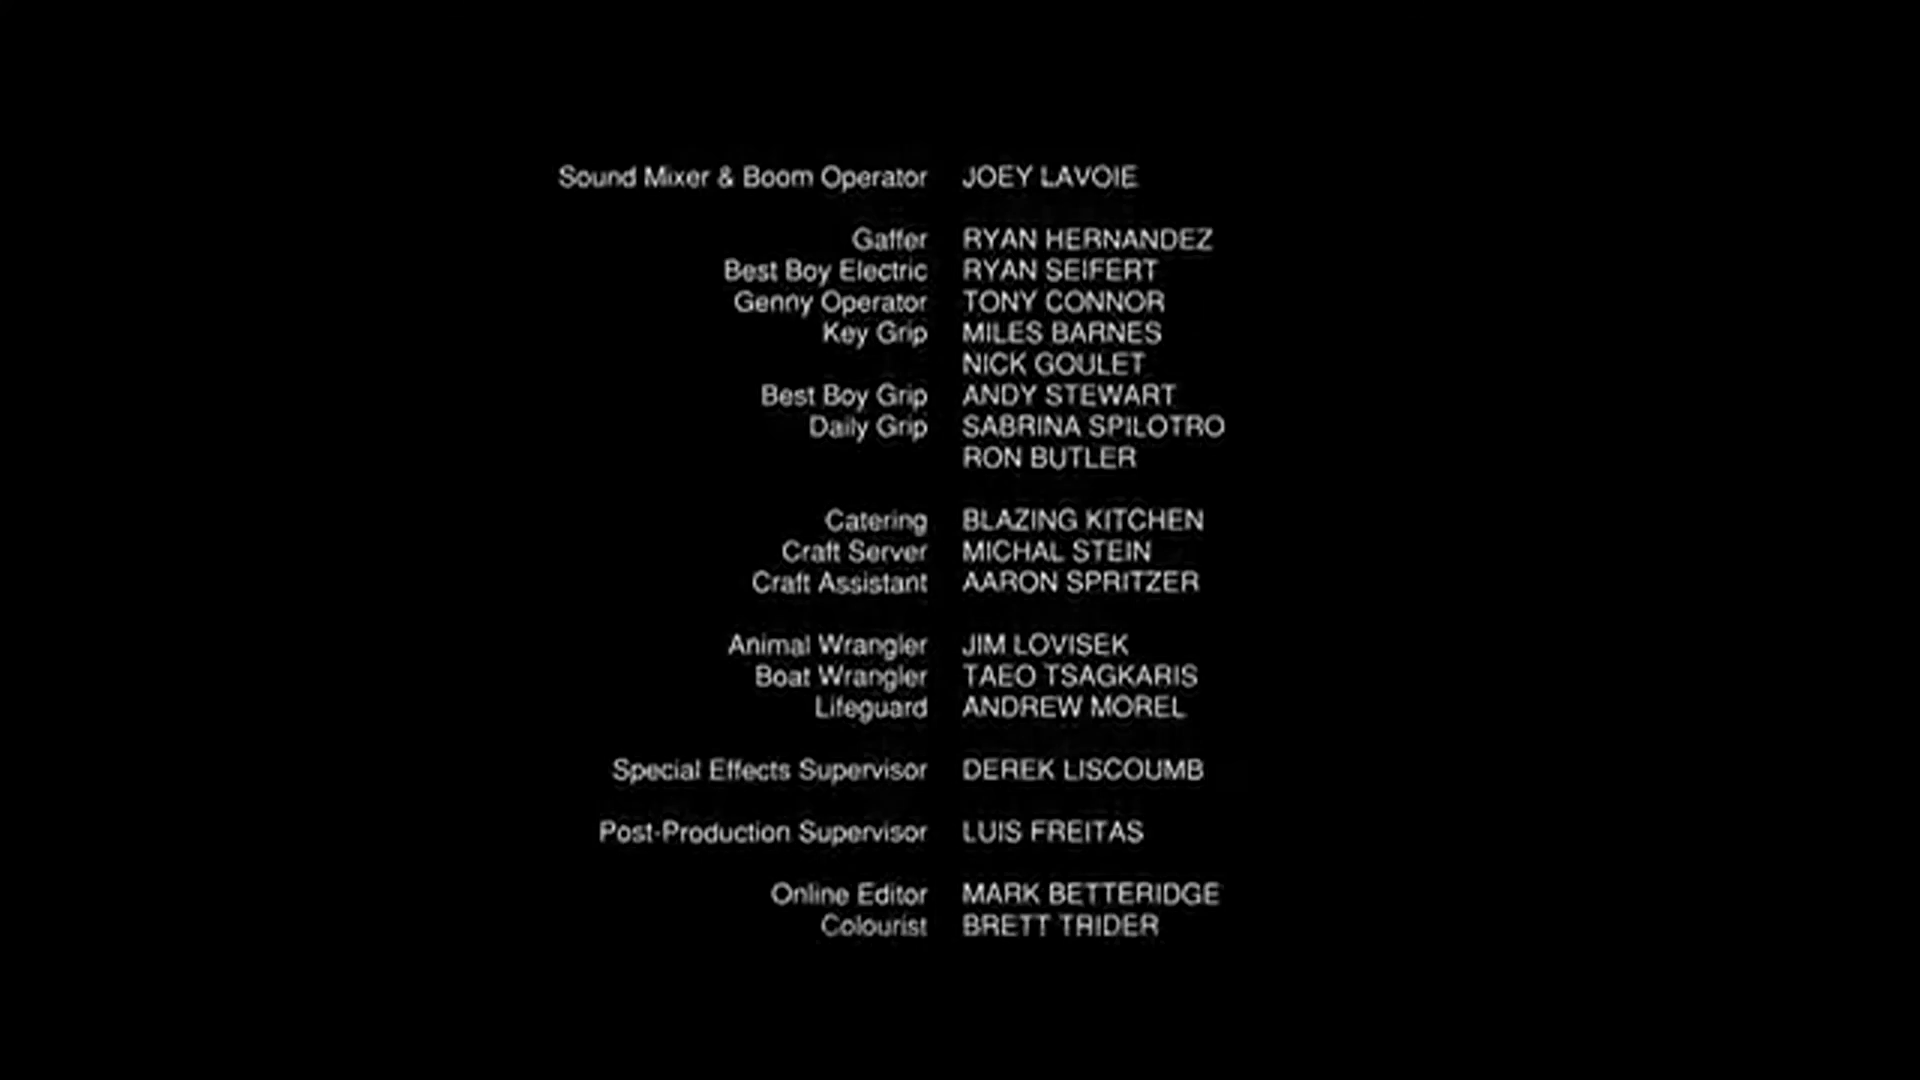 Sound Mixer & Boom Operator JOEY LAVOIE
Gaffer RYAN HERNANDEZ
Best Boy Electric RYAN SEIFERT
Genny Operator TONY CONNOR
Key Grip MILES BARNES
NICK GOULET
Best Boy Grip ANDY STEWART
Daily Grip SABRINA SPILOTRO
RON BUTLER
Catering BLAZING KITCHEN
Craft Server MICHAL STEIN
Craft Assistant AARON SPRITZER
Animal Wrangler JIM LOVISEK
Boat Wrangler TAEO TSAGKARIS
Lifeguard ANDREW MOREL
Special Effects Supervisor DEREK LISCOUMB
Post-Production Supervisor LUIS FREITAS
Online Editor MARK BETTERIDGE
Colourist BRETT TRIDER